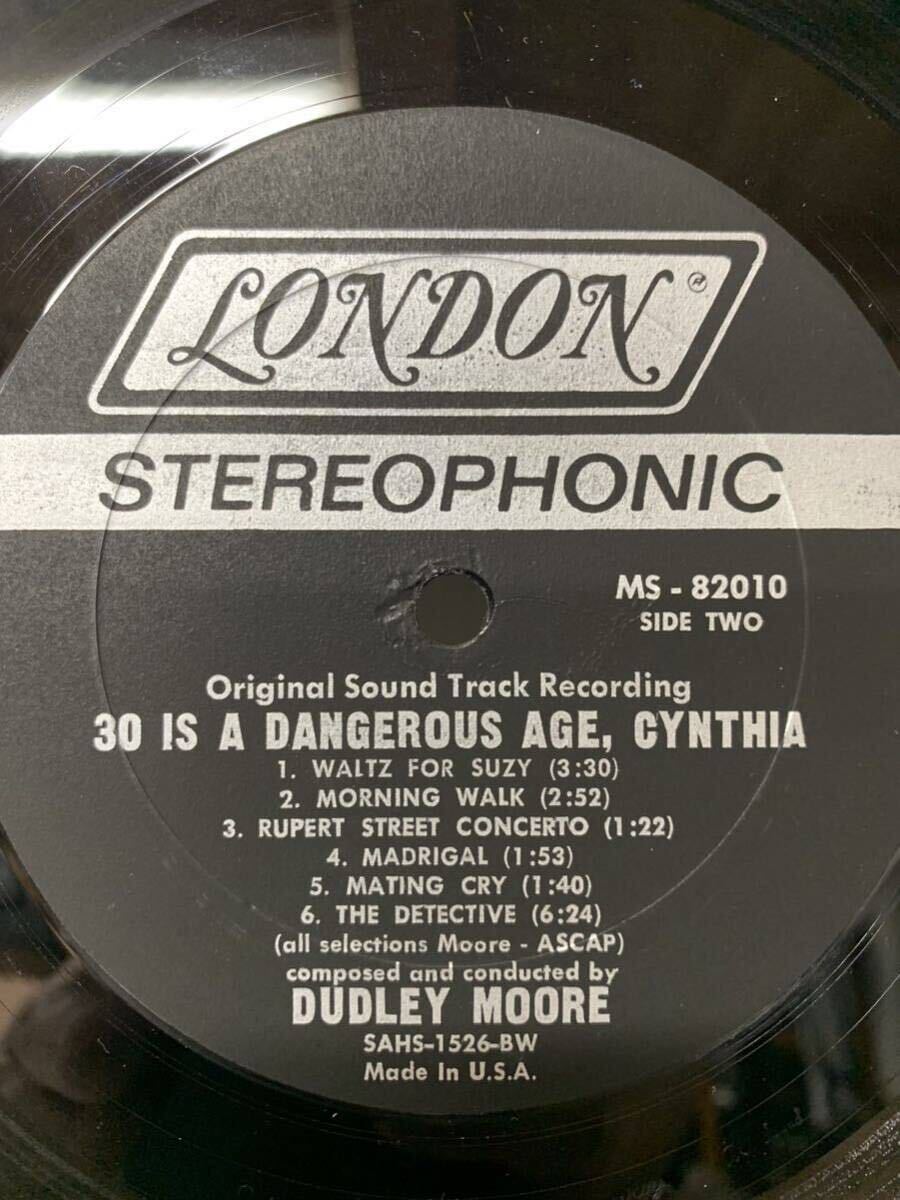 LONDON ®
STEREOPHONIC
MS - 82010
SIDE TWO
Original Sound Track Recording
30 IS A DANGEROUS AGE, CYNTHIA
1. WALTZ FOR SUZY (3:30)
2. MORNING WALK (2:52)
3. RUPERT STREET CONCERTO (1:22)
4. MADRIGAL (1:53)
5. MATING CRY (1:40)
6. THE DETECTIVE (6:24)
(all selections Moore - ASCAP)
composed and conducted by
DUDLEY MOORE
SAHS-1526-BW
Made In U.S.A.